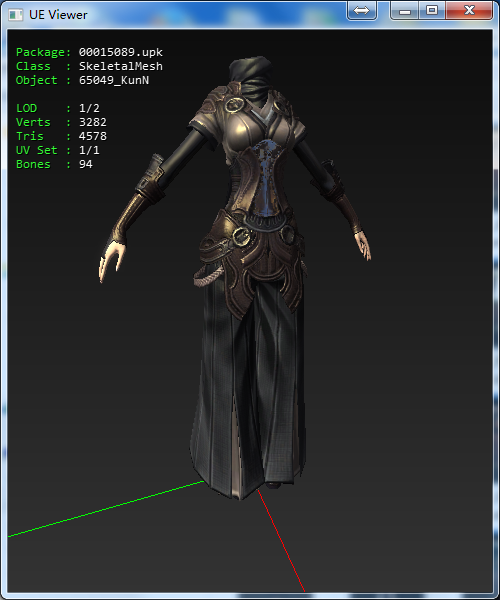 UE Viewer
Package: 00015089.upk
Class : SkeletalMesh
Object : 65049_KunN
LOD : 1/2
Verts : 3282
Tris : 4578
UV Set : 1/1
Bones : 94